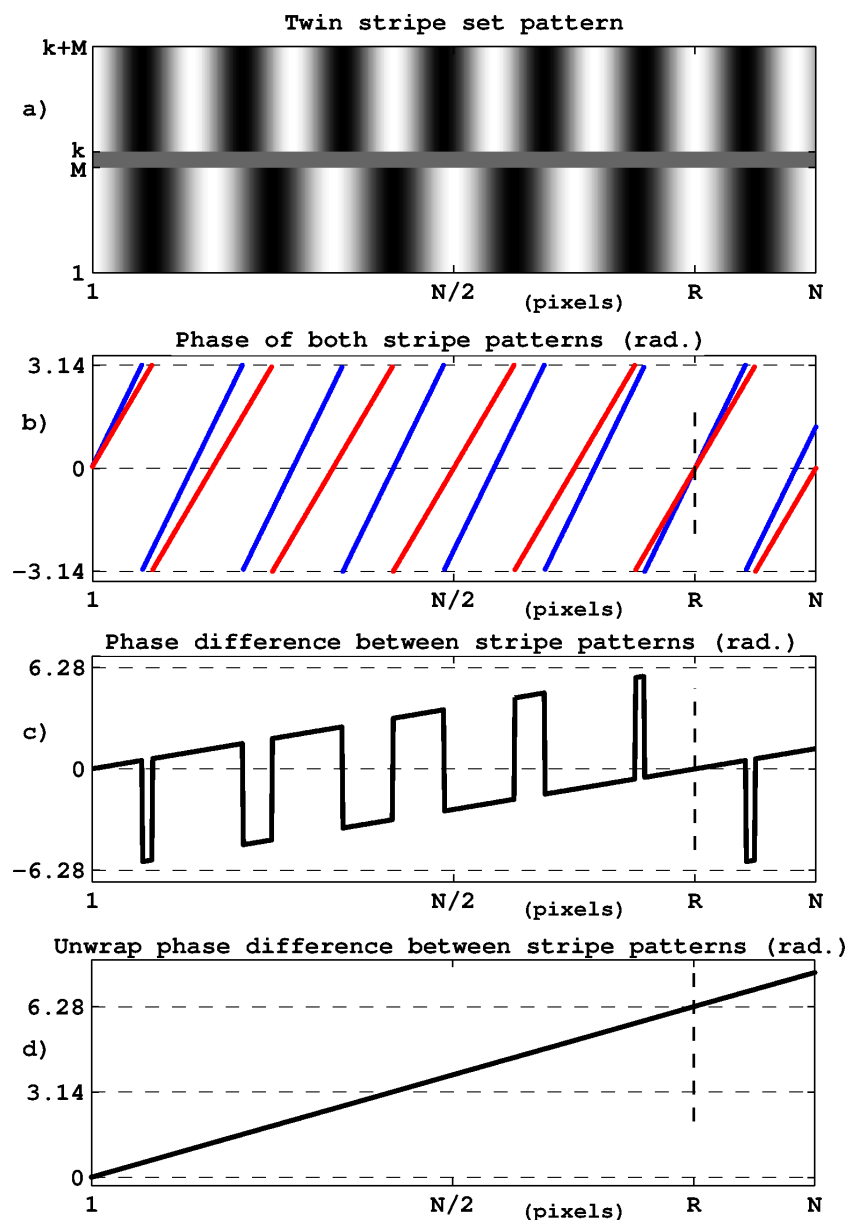 Twin stripe set pattern
k+M
a)
k
M
1
1 N/2 (pixels) R N
Phase of both stripe patterns (rad.)
3.14
b)
0
−3.14
1 N/2 (pixels) R N
Phase difference between stripe patterns (rad.)
6.28
c)
0
−6.28
1 N/2 (pixels) R N
Unwrap phase difference between stripe patterns (rad.)
6.28
d)
3.14
0
1 N/2 (pixels) R N